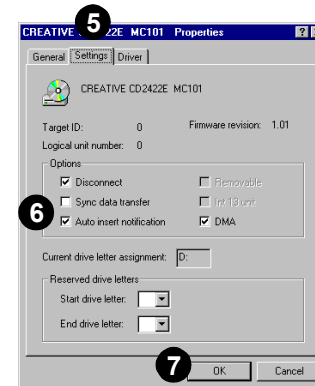 5
CREATIVE CD2422E MC101 Properties
General Settings Driver
CREATIVE CD2422E MC101
Target ID: 0 Firmware revision: 1.01
Logical unit number: 0
Options
Disconnect Removable
6
Sync data transfer Int 13 unit
Auto insert notification DMA
Current drive letter assignment: D:
Reserved drive letters
Start drive letter:
End drive letter:
7
OK Cancel